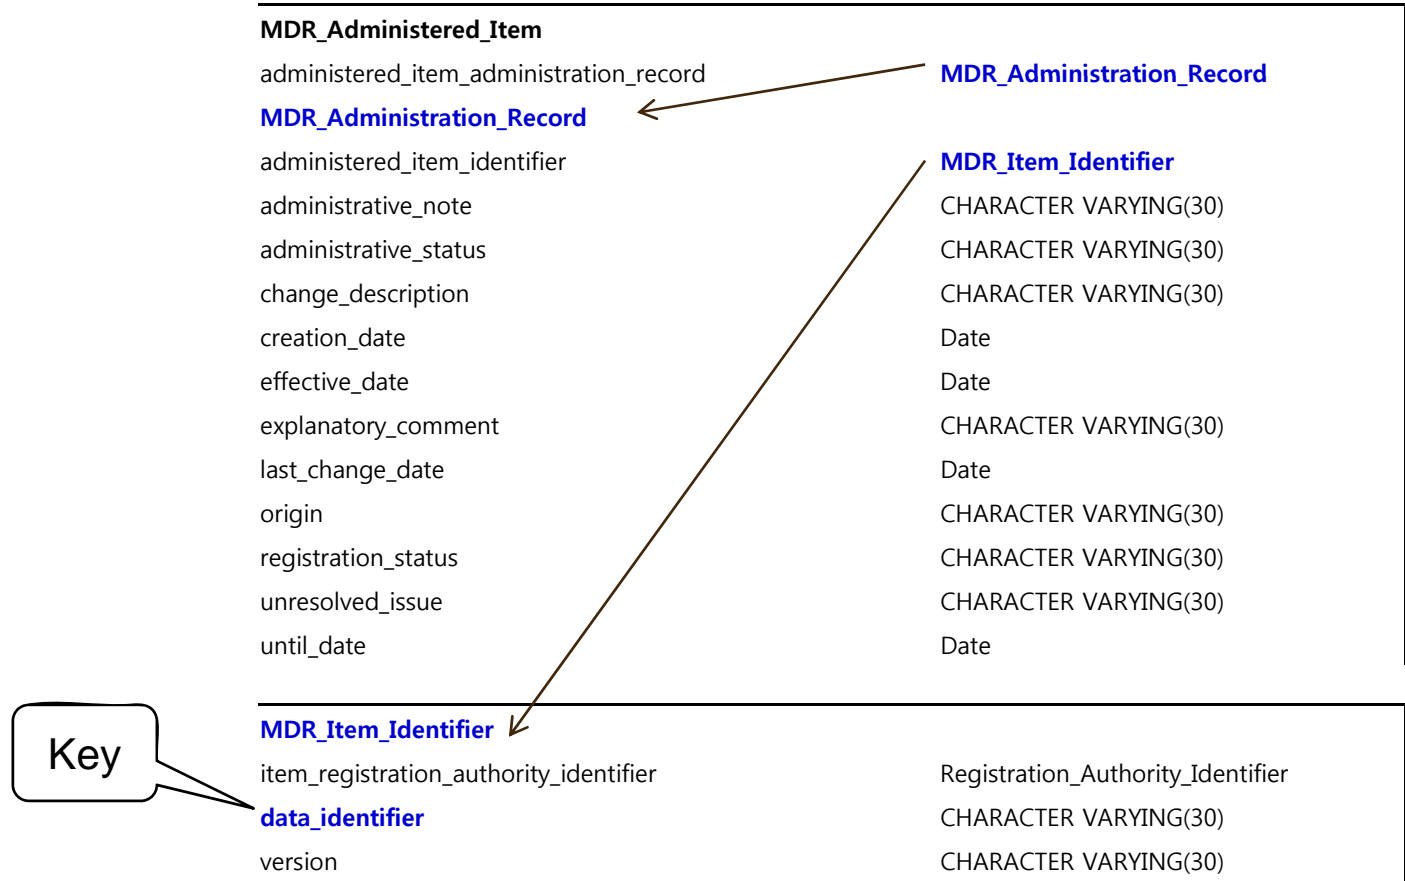 MDR_Administered_Item
administered_item_administration_record MDR_Administration_Record
MDR_Administration_Record
administered_item_identifier MDR_Item_Identifier
administrative_note CHARACTER VARYING(30)
administrative_status CHARACTER VARYING(30)
change_description CHARACTER VARYING(30)
creation_date Date
effective_date Date
explanatory_comment CHARACTER VARYING(30)
last_change_date Date
origin CHARACTER VARYING(30)
registration_status CHARACTER VARYING(30)
unresolved_issue CHARACTER VARYING(30)
until_date Date
MDR_Item_Identifier
Key
item_registration_authority_identifier Registration_Authority_Identifier
data_identifier CHARACTER VARYING(30)
version CHARACTER VARYING(30)